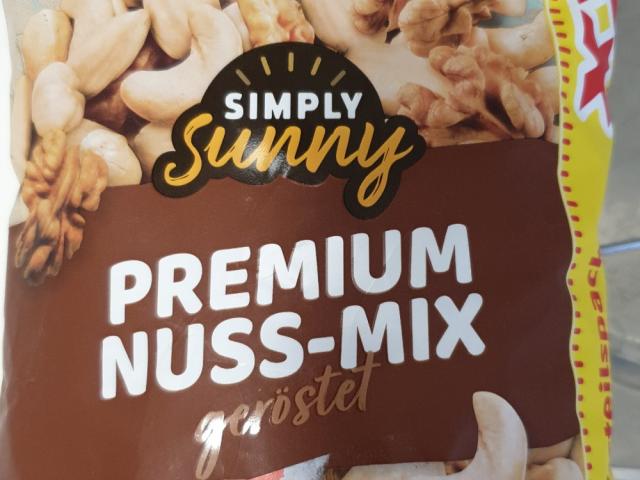 SIMPLY
Sunny
PREMIUM
NUSS-MIX
geröstet